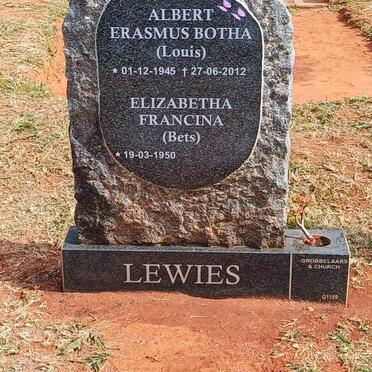 ALBERT
ERASMUS BOTHA
(Louis)
★ 01-12-1945 † 27-06-2012
ELIZABETHA
FRANCINA
(Bets)
★ 19-03-1950
LEWIES
GROBBELAARS
& CHURCH
G1159